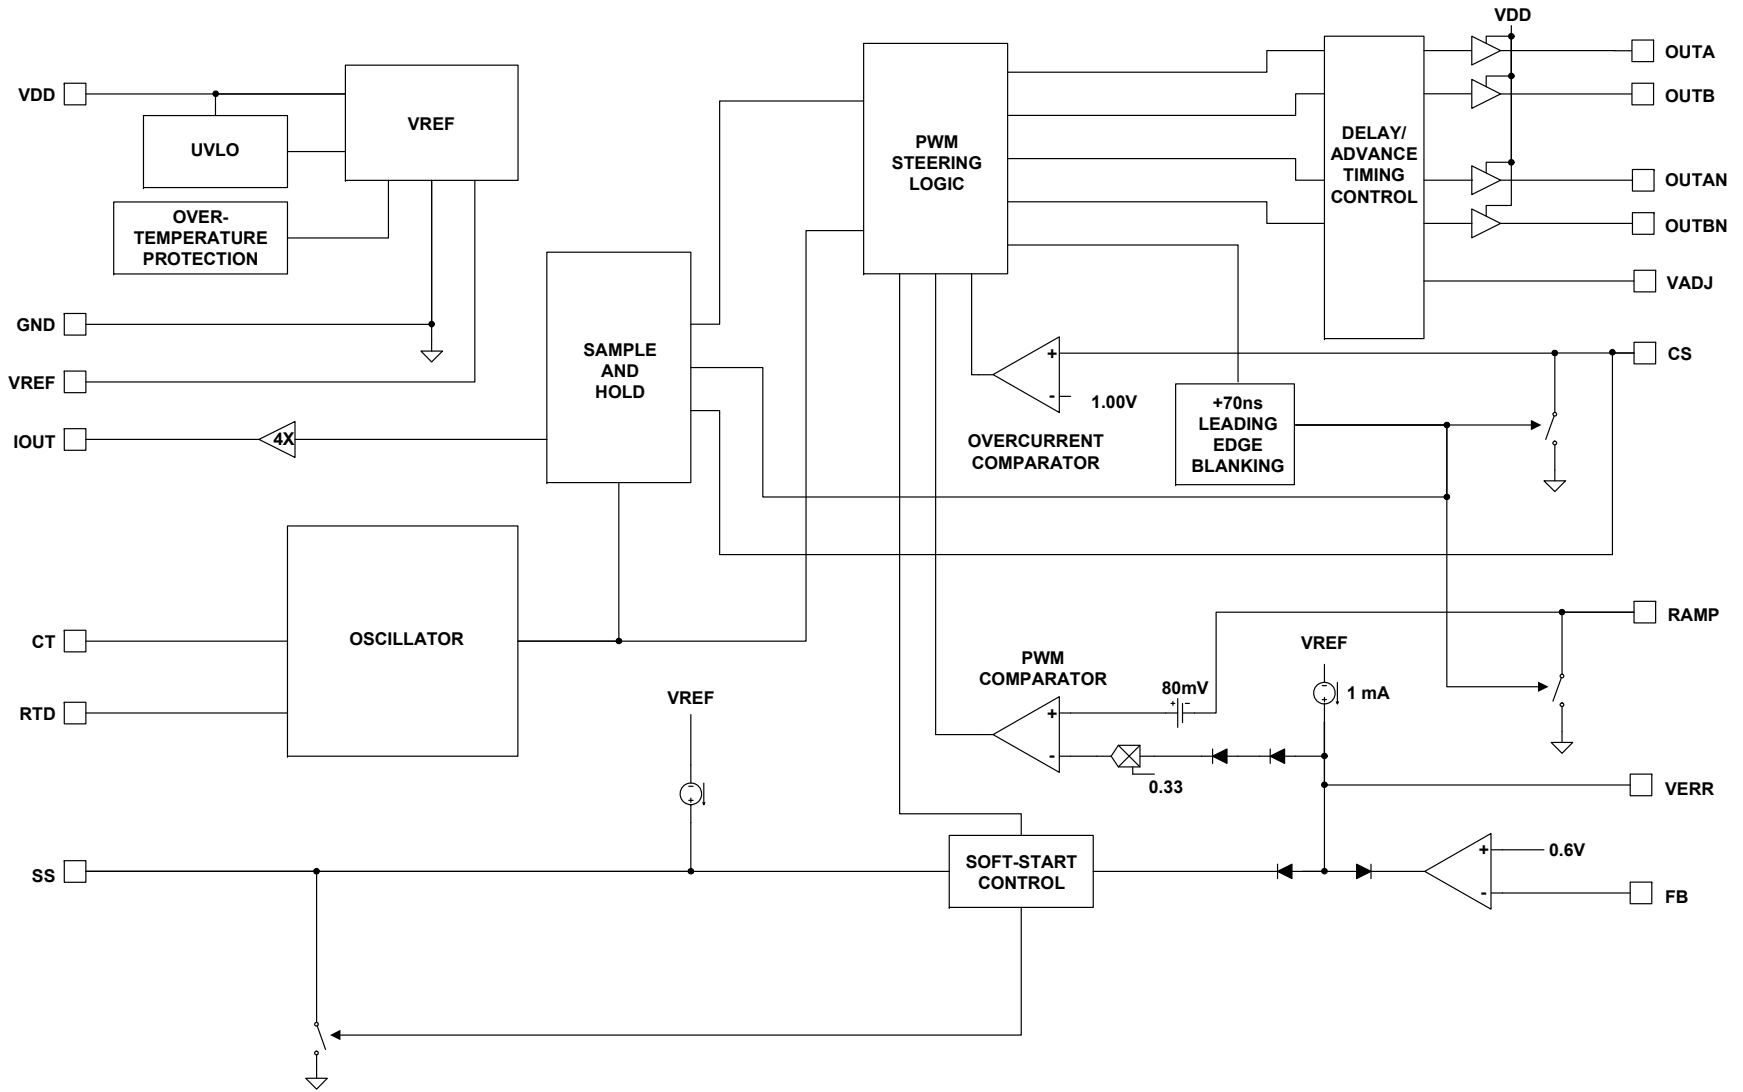 VDD
OUTA
OUTB
OUTAN
OUTBN
VADJ
CS
RAMP
VERR
FB
VDD
GND
VREF
IOUT
CT
RTD
SS
VREF
UVLO
OVER-
TEMPERATURE
PROTECTION
4X
SAMPLE
AND
HOLD
OSCILLATOR
PWM
STEERING
LOGIC
DELAY/
ADVANCE
TIMING
CONTROL
+
-
1.00V
OVERCURRENT
COMPARATOR
+70ns
LEADING
EDGE
BLANKING
PWM
COMPARATOR
+
-
80mV
+
-
0.33
VREF
-
+
1 mA
VREF
-
+
SOFT-START
CONTROL
+
-
0.6V